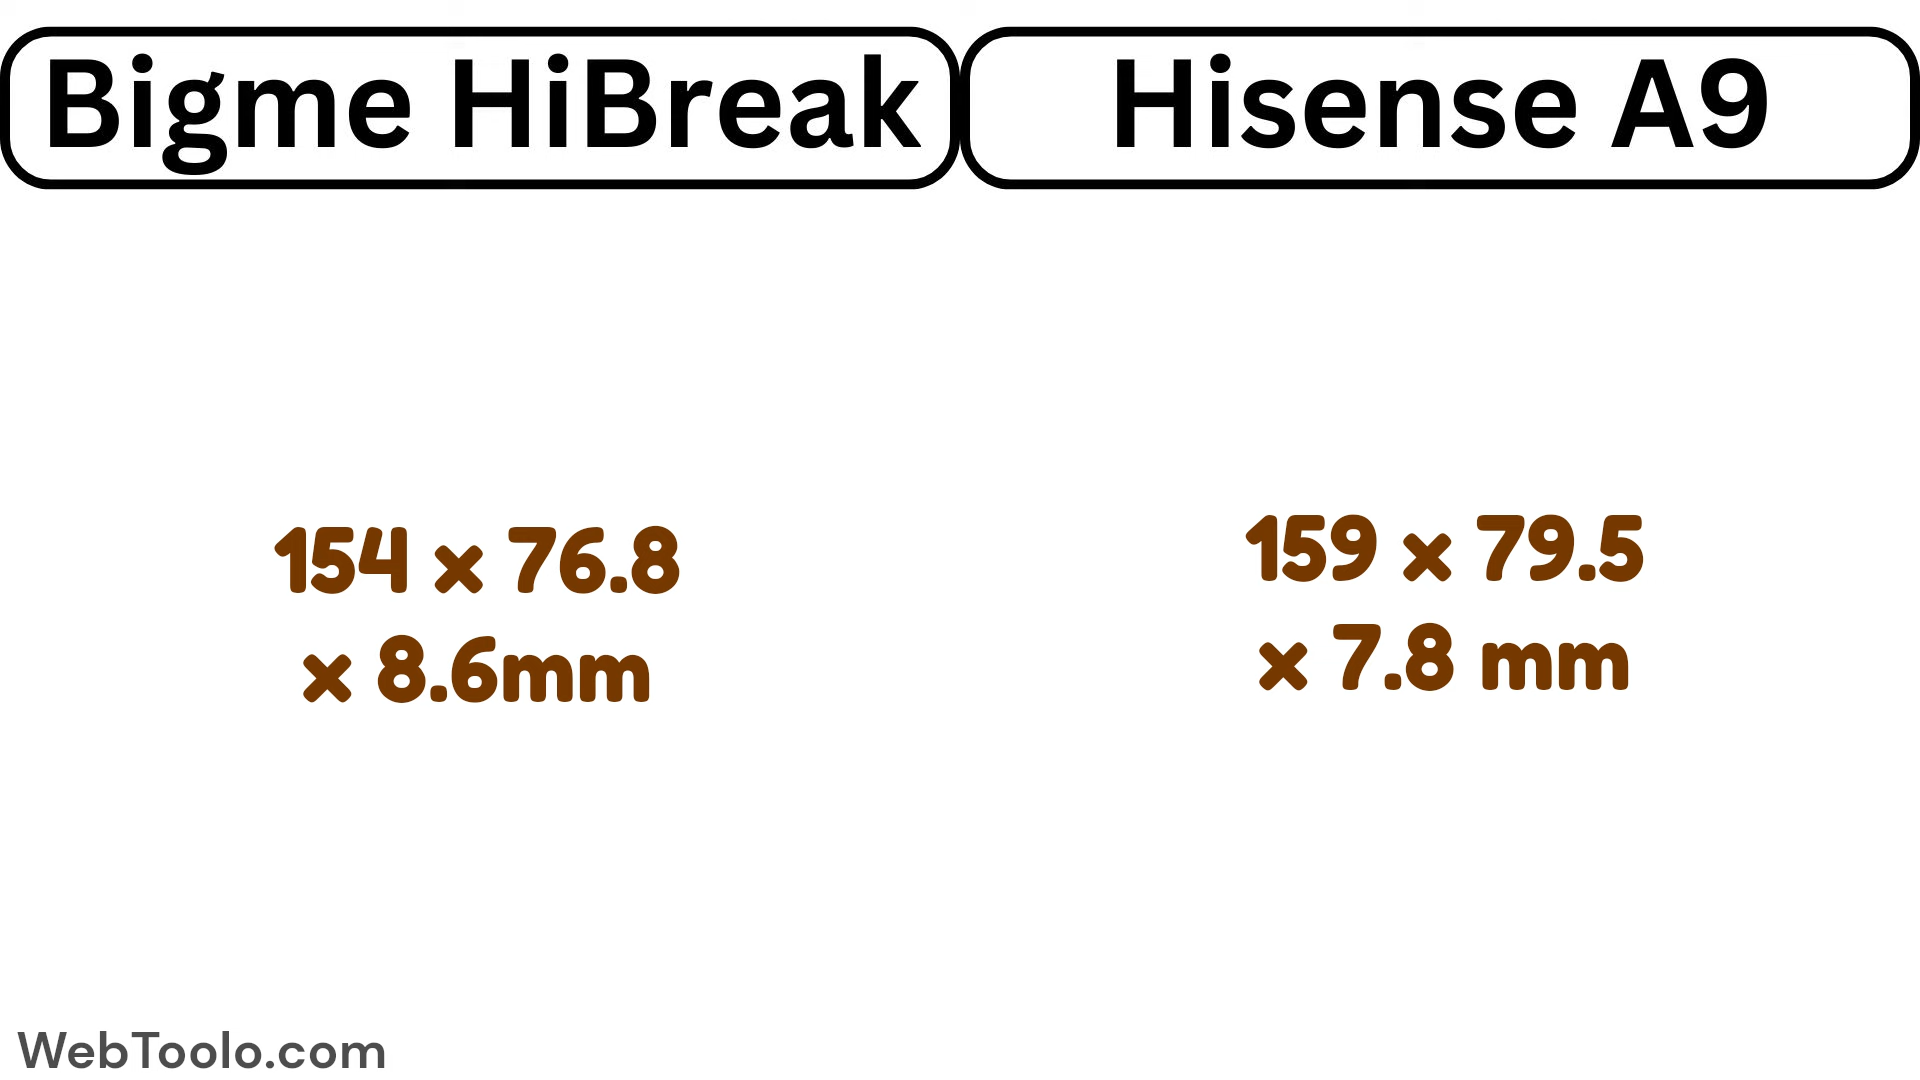 Bigme HiBreak
Hisense A9
154 x 76.8
x 8.6mm
159 x 79.5
x 7.8 mm
WebToolo.com